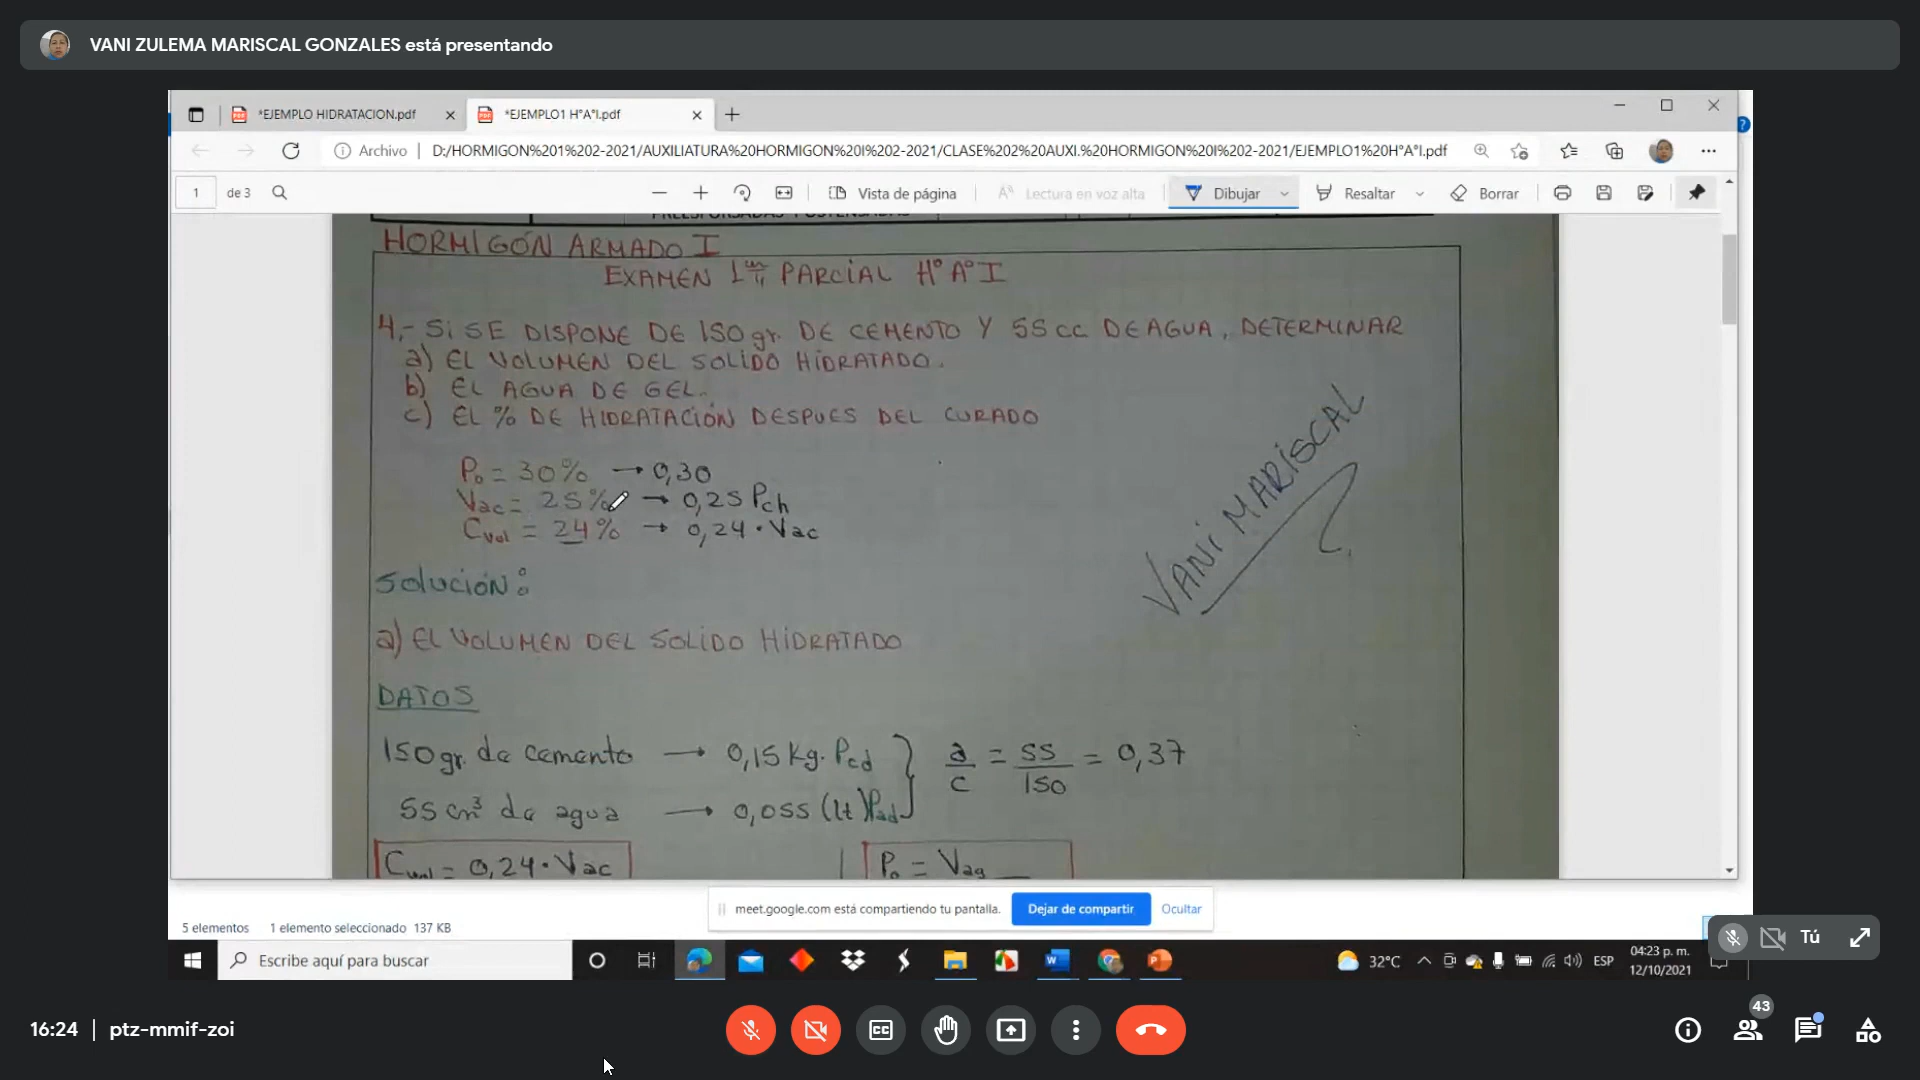 VANI ZULEMA MARISCAL GONZALES está presentando
*EJEMPLO HIDRATACION.pdf
*EJEMPLO1 H°A°I.pdf
Archivo
D:/HORMIGON%201%202-2021/AUXILIATURA%20HORMIGON%20I%202-2021/CLASE%202%20AUXI.%20HORMIGON%20I%202-2021/EJEMPLO1%20H°A°I.pdf
1 de 3
Vista de página
Lectura en voz alta
Dibujar
Resaltar
Borrar
HORMIGÓN ARMADO I
EXAMEN 1er PARCIAL H°A°I
4.- Si SE DISPONE DE 150 gr. DE CEMENTO Y 55 cc DE AGUA, DETERMINAR
a) EL VOLUMEN DEL SOLIDO HIDRATADO.
b) EL AGUA DE GEL.
c) EL % DE HIDRATACIÓN DESPUES DEL CURADO
Po = 30% → 0,30
Vac = 25% → 0,25 Pch
Cvol = 24% → 0,24 · Vac
Solución:
a) EL VOLUMEN DEL SOLIDO HIDRATADO
DATOS
150 gr. de cemento → 0,15 kg. Pcd
a/c = 55/150 = 0,37
55 cm³ de agua → 0,055 (lt) Pad
Cvol = 0,24 · Vac
Po = Vag
VANI MARISCAL
meet.google.com está compartiendo tu pantalla.
Dejar de compartir
Ocultar
5 elementos
1 elemento seleccionado 137 KB
Tú
Escribe aquí para buscar
32°C
ESP
04:23 p. m.
12/10/2021
16:24 | ptz-mmif-zoi
43